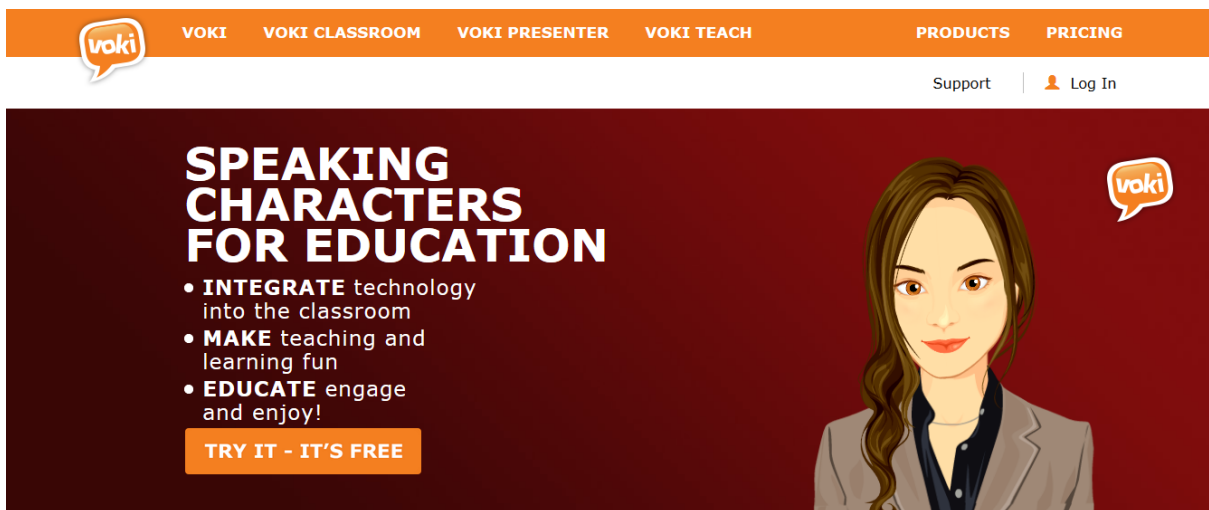 voki
VOKI VOKI CLASSROOM VOKI PRESENTER VOKI TEACH PRODUCTS PRICING
Support Log In
SPEAKING
CHARACTERS
FOR EDUCATION
• INTEGRATE technology
into the classroom
• MAKE teaching and
learning fun
• EDUCATE engage
and enjoy!
TRY IT - IT’S FREE
voki